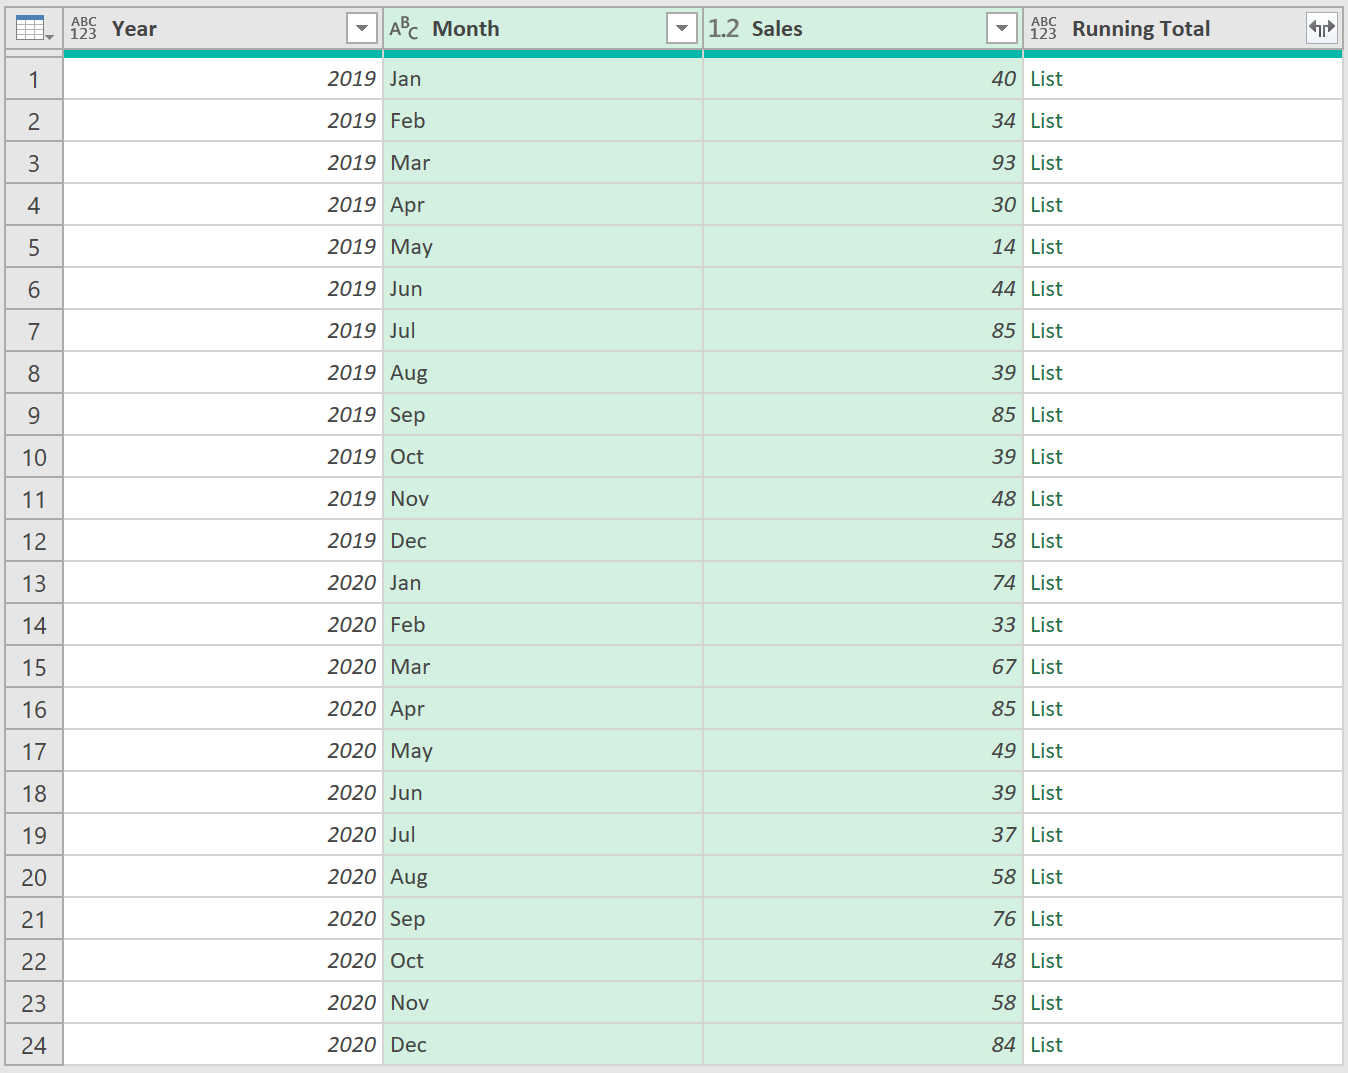 ABC 123 Year ABC Month 1.2 Sales ABC 123 Running Total
1 2019 Jan 40 List
2 2019 Feb 34 List
3 2019 Mar 93 List
4 2019 Apr 30 List
5 2019 May 14 List
6 2019 Jun 44 List
7 2019 Jul 85 List
8 2019 Aug 39 List
9 2019 Sep 85 List
10 2019 Oct 39 List
11 2019 Nov 48 List
12 2019 Dec 58 List
13 2020 Jan 74 List
14 2020 Feb 33 List
15 2020 Mar 67 List
16 2020 Apr 85 List
17 2020 May 49 List
18 2020 Jun 39 List
19 2020 Jul 37 List
20 2020 Aug 58 List
21 2020 Sep 76 List
22 2020 Oct 48 List
23 2020 Nov 58 List
24 2020 Dec 84 List